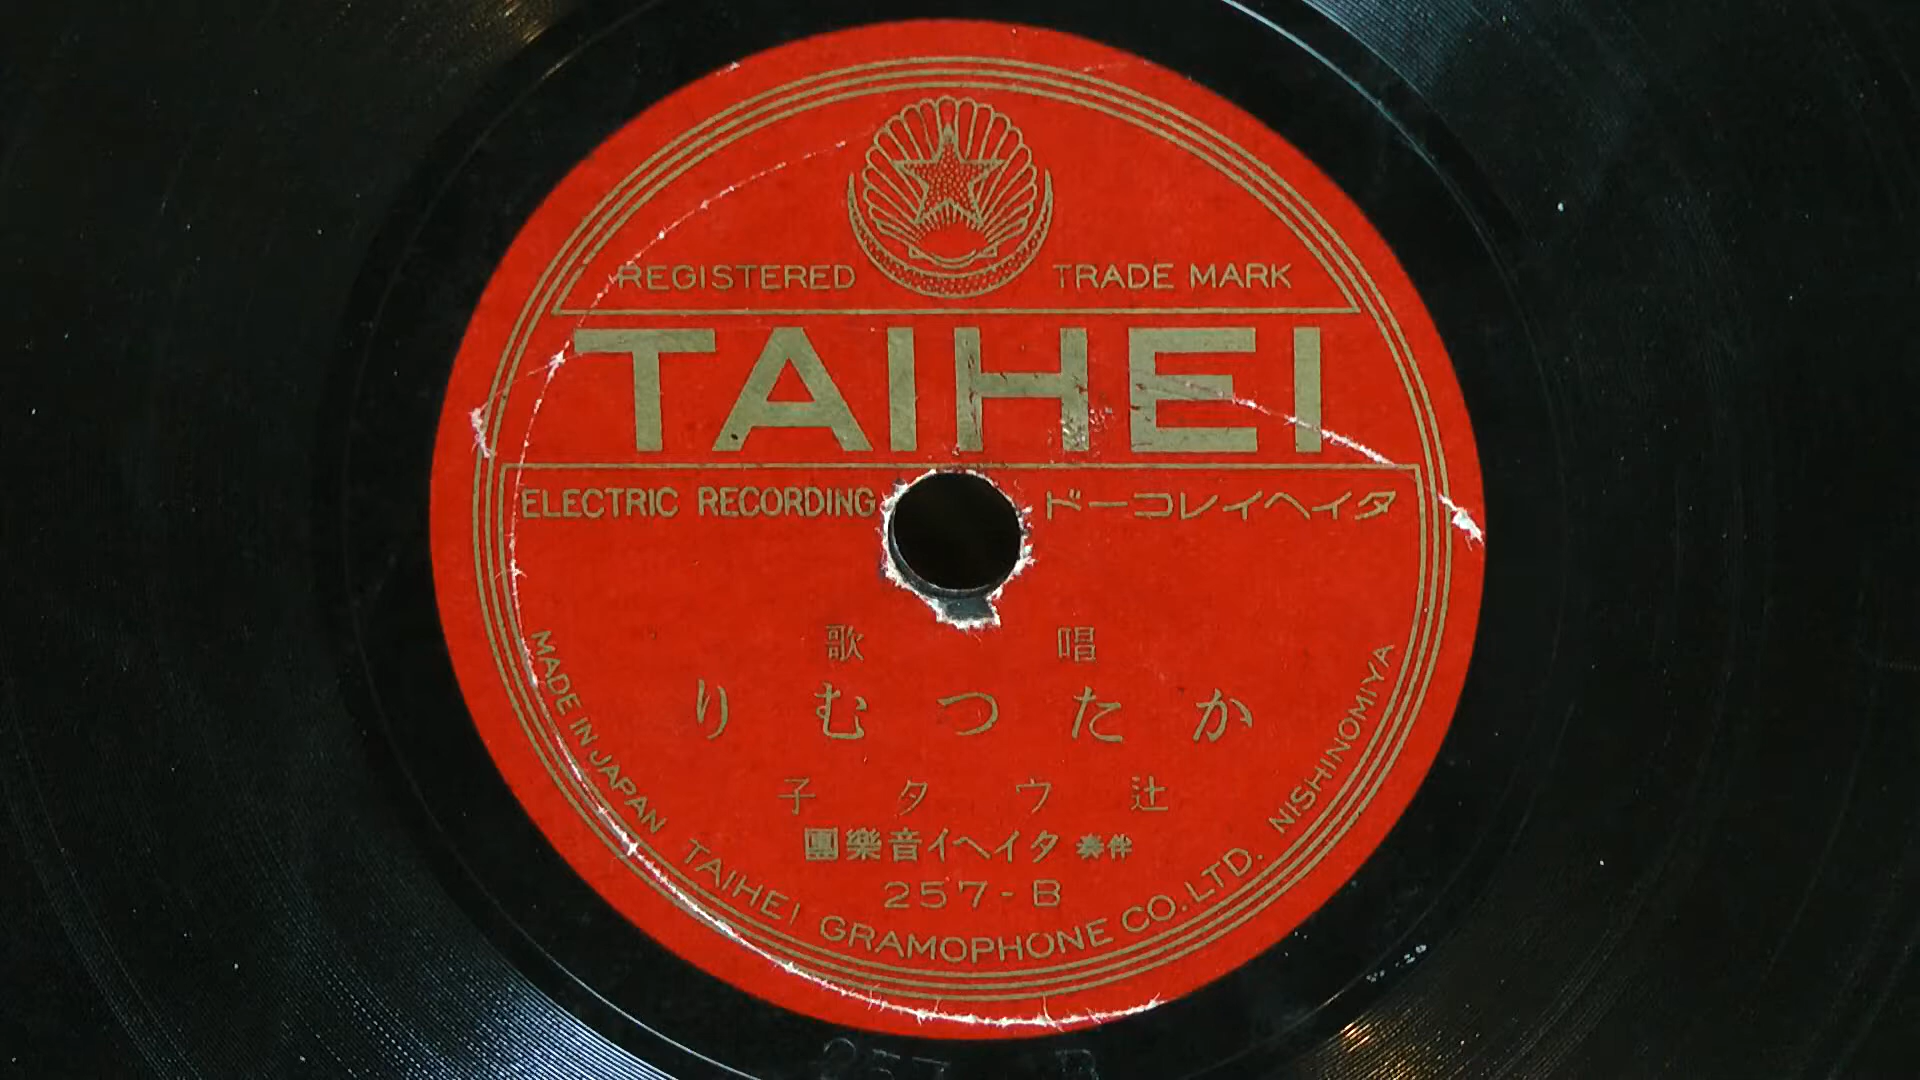 REGISTERED TRADE MARK
TAIHEI
ELECTRIC RECORDING タイヘイレコード
唱歌
かたつむり
辻ウタ子
伴奏 タイヘイ音樂團
257-B
MADE IN JAPAN TAIHEI GRAMOPHONE CO. LTD. NISHINOMIYA